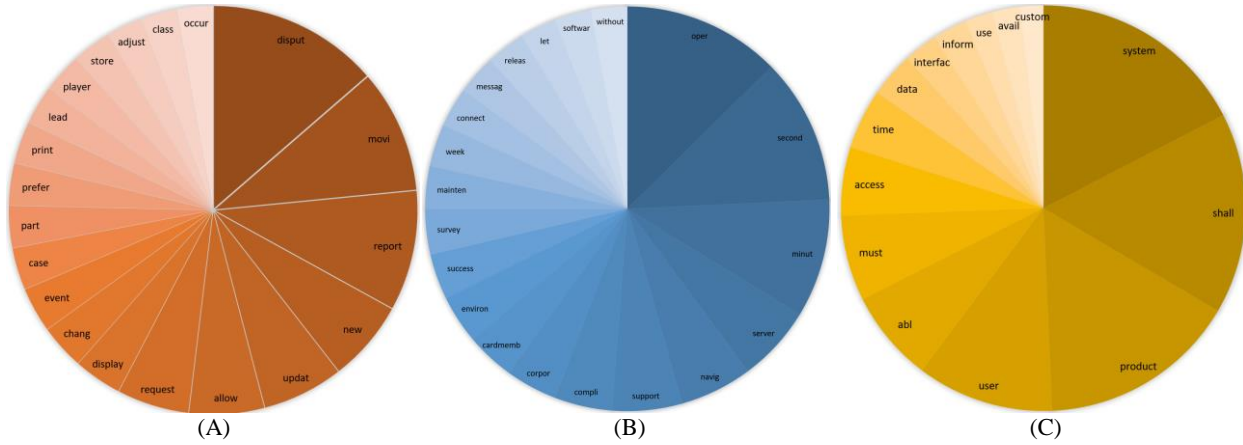 disput
movi
report
new
updat
allow
request
display
chang
event
case
part
prefer
print
lead
player
store
adjust
class
occur
(A)
oper
second
minut
server
navig
support
compli
corpor
cardmemb
environ
success
survey
mainten
week
connect
messag
releas
let
softwar
without
(B)
system
shall
product
user
abl
must
access
time
data
interfac
inform
use
avail
custom
(C)